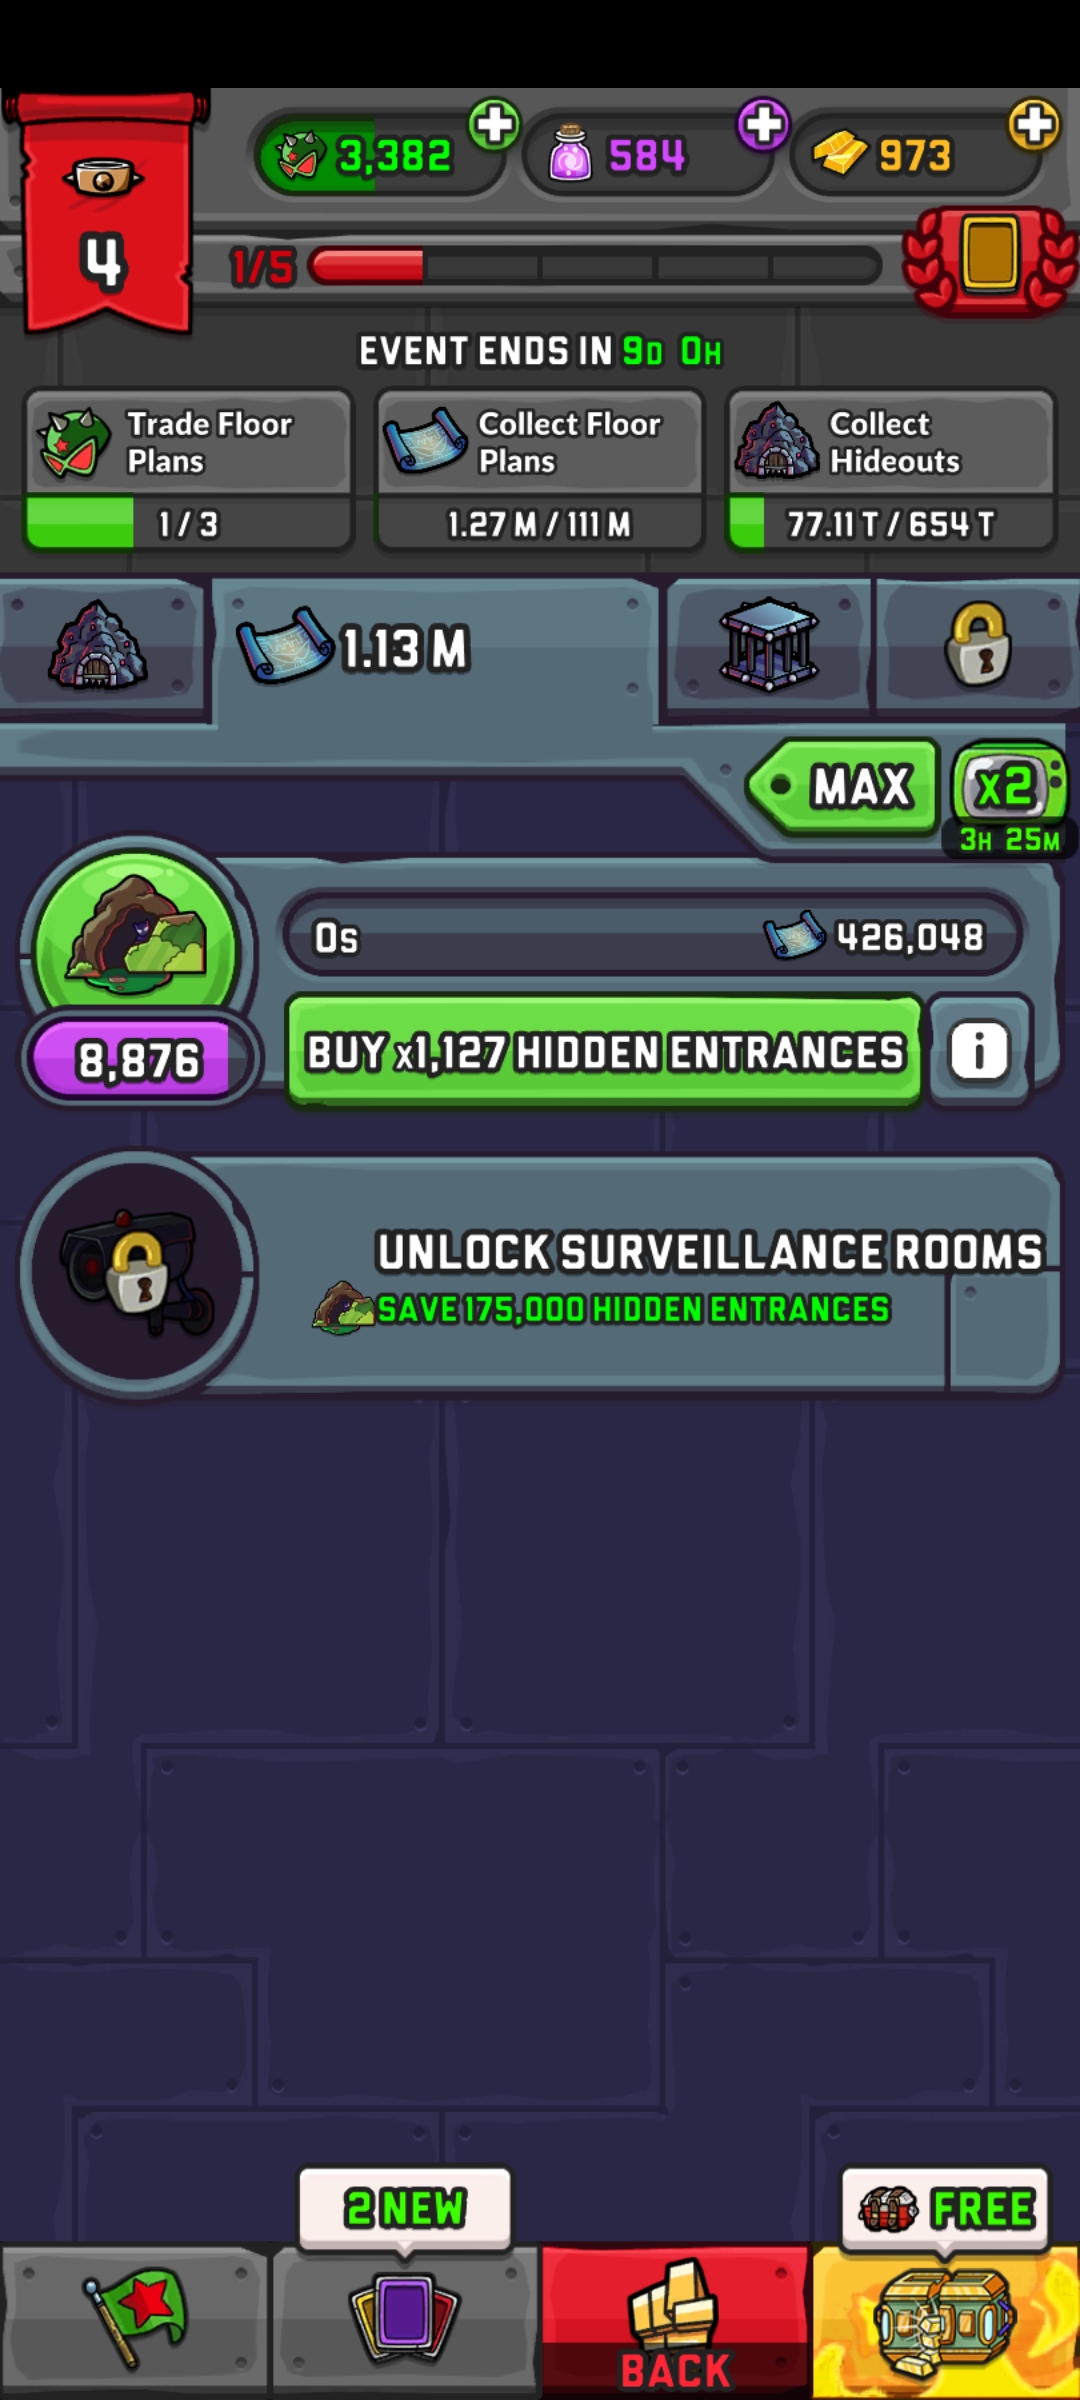 3,382
584
973
4
1/5
EVENT ENDS IN 9D 0H
Trade Floor
Plans
1 / 3
Collect Floor
Plans
1.27 M / 111 M
Collect
Hideouts
77.11 T / 654 T
1.13 M
MAX
x2
3H 25M
0s
426,048
8,876
BUY x1,127 HIDDEN ENTRANCES
i
UNLOCK SURVEILLANCE ROOMS
SAVE 175,000 HIDDEN ENTRANCES
2 NEW
FREE
BACK